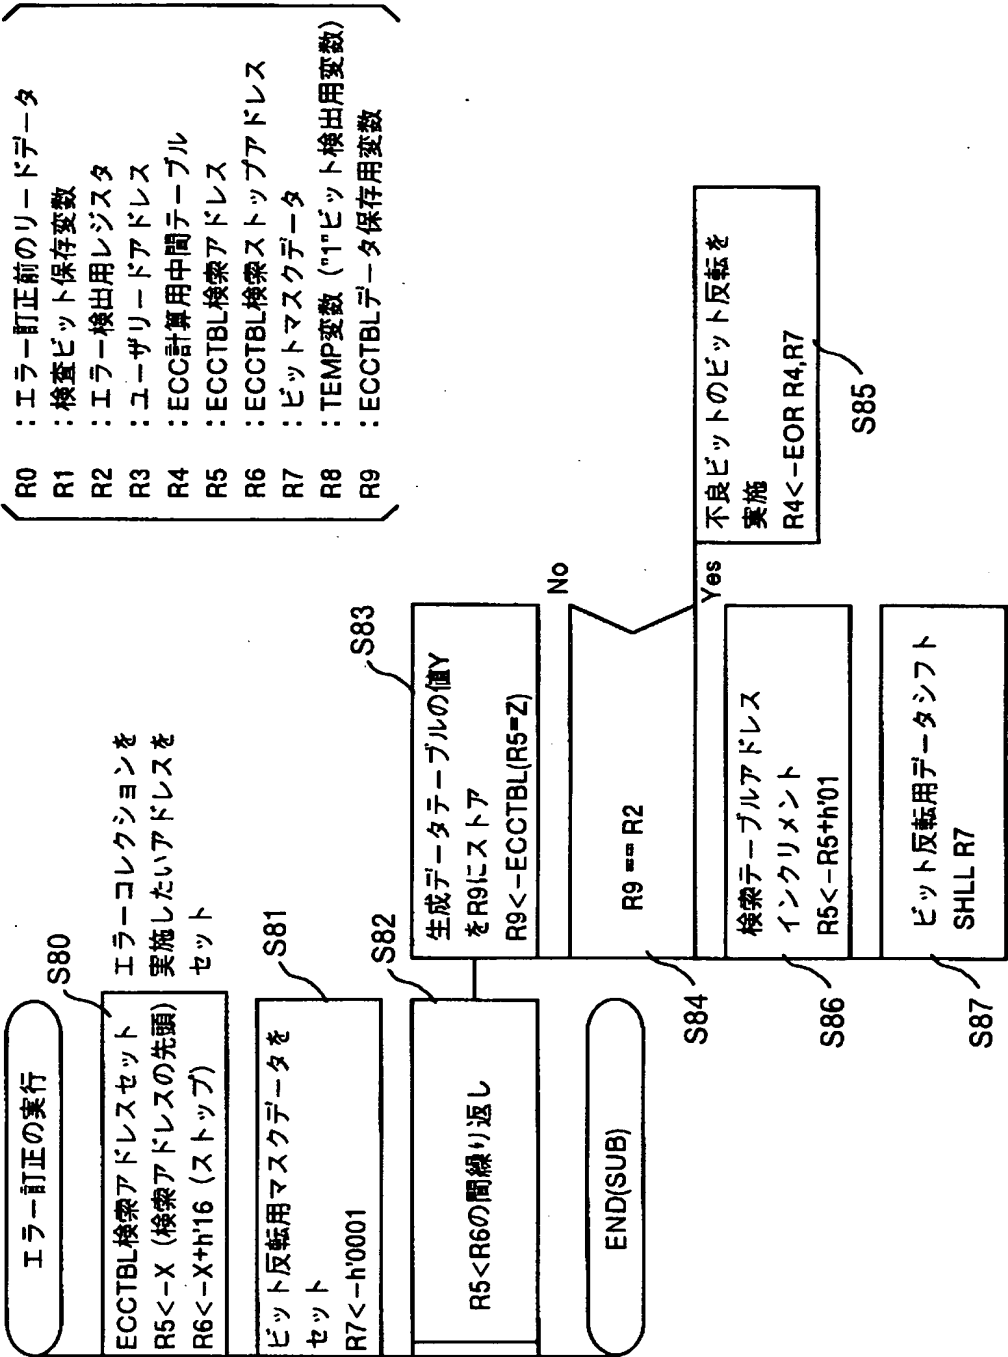 エラー訂正の実行
S80
ECCTBL検索アドレスセット
R5<-X (検索アドレスの先頭)
R6<-X+h'16 (ストップ)
エラーコレクションを
実施したいアドレスを
セット
S81
ビット反転用マスクデータを
セット
R7<-h'0001
S82
R5<R6の間繰り返し
END(SUB)
S83
生成データテーブルの値Y
をR9にストア
R9<-ECCTBL(R5=Z)
S84
R9 == R2
No
Yes
不良ビットのビット反転を
実施
R4<-EOR R4,R7
S85
S86
検索テーブルアドレス
インクリメント
R5<-R5+h'01
S87
ビット反転用データシフト
SHLL R7
R0 :エラー訂正前のリードデータ
R1 :検査ビット保存変数
R2 :エラー検出用レジスタ
R3 :ユーザリードアドレス
R4 :ECC計算用中間テーブル
R5 :ECCTBL検索アドレス
R6 :ECCTBL検索ストップアドレス
R7 :ビットマスクデータ
R8 :TEMP変数 ("1"ビット検出用変数)
R9 :ECCTBLデータ保存用変数